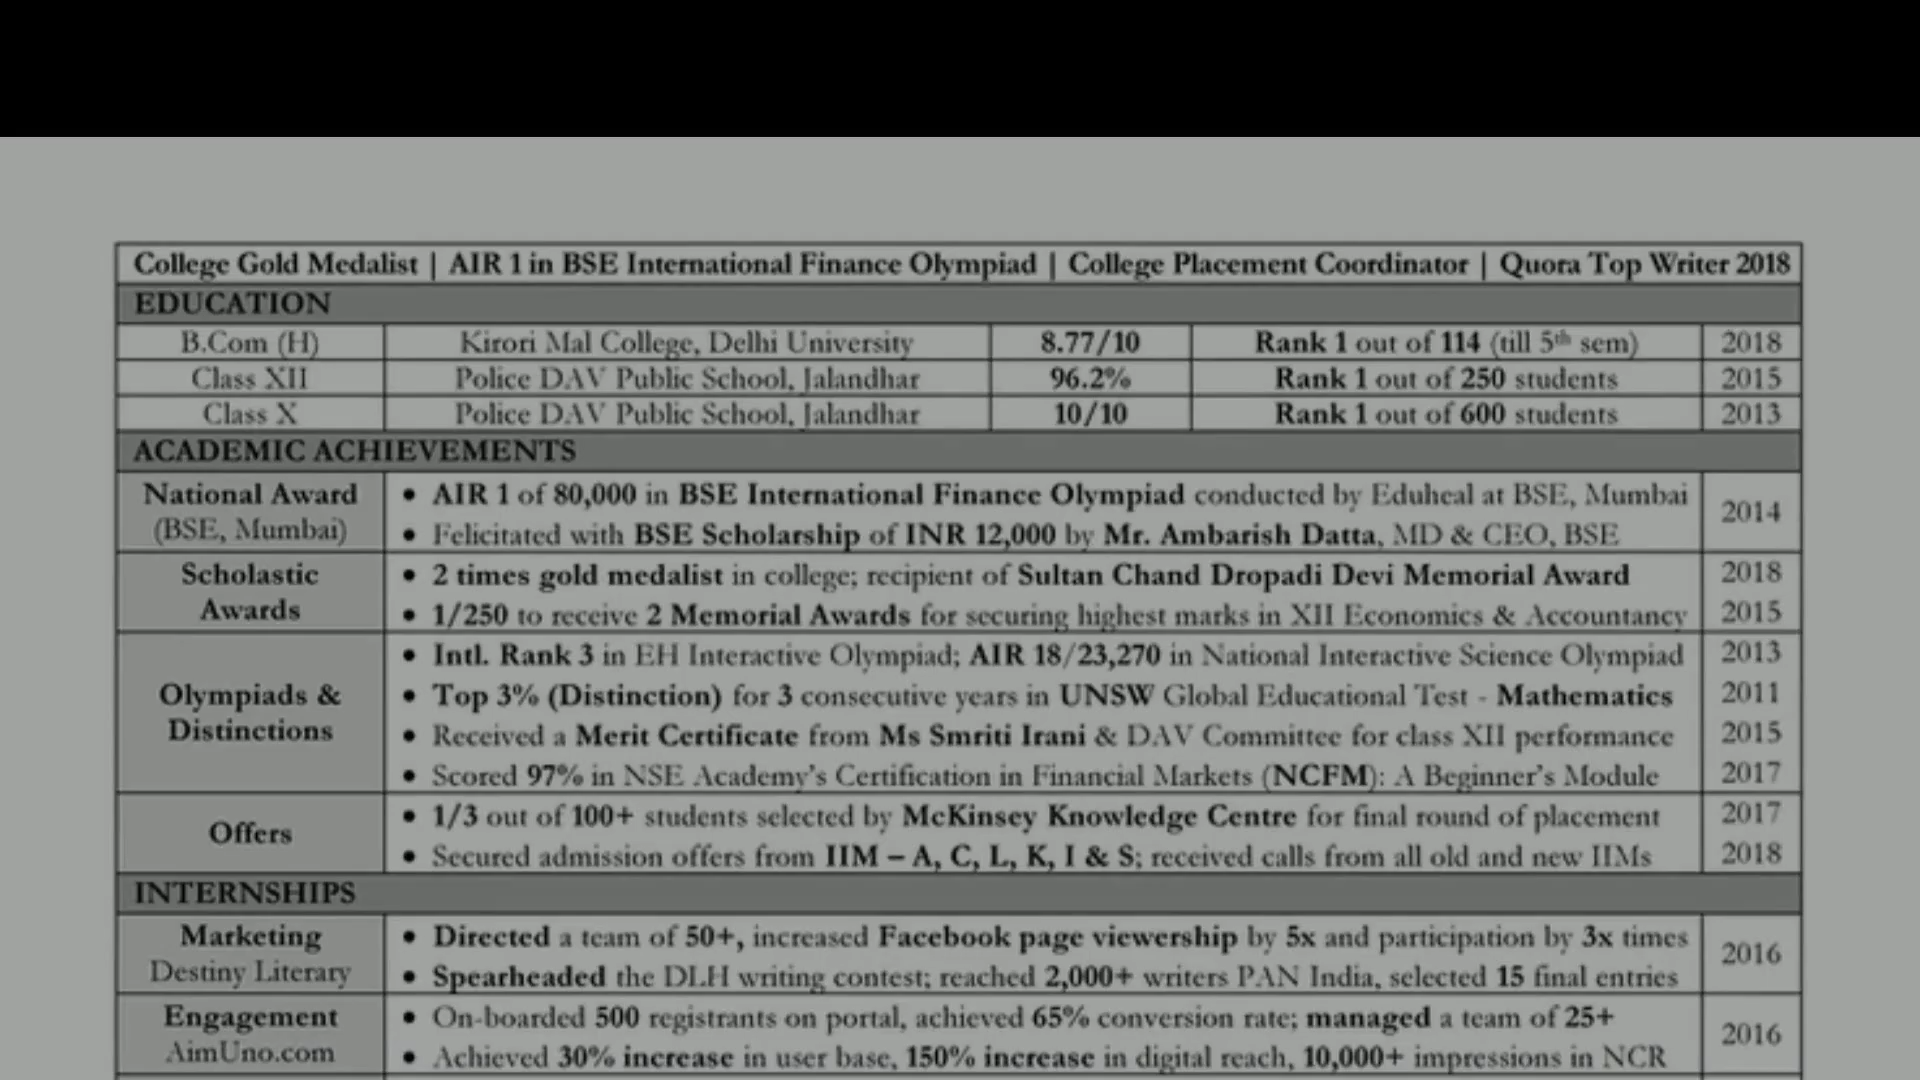 College Gold Medalist | AIR 1 in BSE International Finance Olympiad | College Placement Coordinator | Quora Top Writer 2018
EDUCATION
B.Com (H) Kirori Mal College, Delhi University 8.77/10 Rank 1 out of 114 (till 5th sem) 2018
Class XII Police DAV Public School, Jalandhar 96.2% Rank 1 out of 250 students 2015
Class X Police DAV Public School, Jalandhar 10/10 Rank 1 out of 600 students 2013
ACADEMIC ACHIEVEMENTS
National Award
(BSE, Mumbai)
• AIR 1 of 80,000 in BSE International Finance Olympiad conducted by Eduheal at BSE, Mumbai
• Felicitated with BSE Scholarship of INR 12,000 by Mr. Ambarish Datta, MD & CEO, BSE
2014
Scholastic
Awards
• 2 times gold medalist in college; recipient of Sultan Chand Dropadi Devi Memorial Award 2018
• 1/250 to receive 2 Memorial Awards for securing highest marks in XII Economics & Accountancy 2015
Olympiads &
Distinctions
• Intl. Rank 3 in EH Interactive Olympiad; AIR 18/23,270 in National Interactive Science Olympiad 2013
• Top 3% (Distinction) for 3 consecutive years in UNSW Global Educational Test - Mathematics 2011
• Received a Merit Certificate from Ms Smriti Irani & DAV Committee for class XII performance 2015
• Scored 97% in NSE Academy's Certification in Financial Markets (NCFM): A Beginner's Module 2017
Offers
• 1/3 out of 100+ students selected by McKinsey Knowledge Centre for final round of placement 2017
• Secured admission offers from IIM – A, C, L, K, I & S; received calls from all old and new IIMs 2018
INTERNSHIPS
Marketing
Destiny Literary
• Directed a team of 50+, increased Facebook page viewership by 5x and participation by 3x times
• Spearheaded the DLH writing contest; reached 2,000+ writers PAN India, selected 15 final entries
2016
Engagement
AimUno.com
• On-boarded 500 registrants on portal, achieved 65% conversion rate; managed a team of 25+
• Achieved 30% increase in user base, 150% increase in digital reach, 10,000+ impressions in NCR
2016